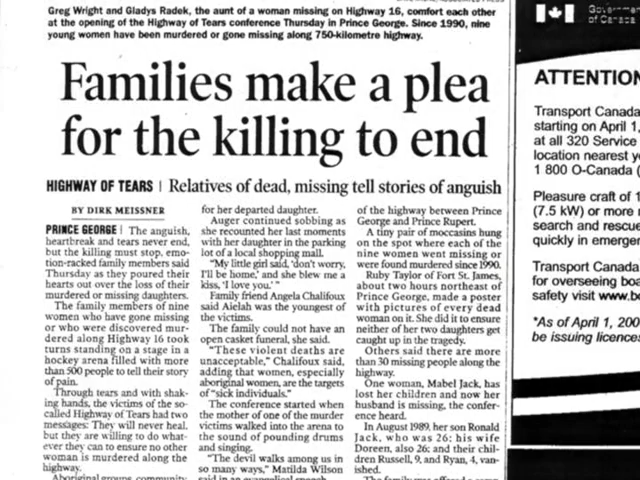 Greg Wright and Gladys Radek, the aunt of a woman missing on Highway 16, comfort each other
at the opening of the Highway of Tears conference Thursday in Prince George. Since 1990, nine
young women have been murdered or gone missing along 750-kilometre highway.
Families make a plea
for the killing to end
HIGHWAY OF TEARS | Relatives of dead, missing tell stories of anguish
BY DIRK MEISSNER
PRINCE GEORGE | The anguish,
heartbreak and tears never end,
but the killing must stop, emo-
tion-racked family members said
Thursday as they poured their
hearts out over the loss of their
murdered or missing daughters.
The family members of nine
women who have gone missing
or who were discovered mur-
dered along Highway 16 took
turns standing on a stage in a
hockey arena filled with more
than 500 people to tell their story
of pain.
Through tears and with shak-
ing hands, the victims of the so-
called Highway of Tears had two
messages: They will never heal,
but they are willing to do what-
ever they can to ensure no other
woman is murdered along the
highway.
Aboriginal groups, community
for her departed daughter.
Auger continued sobbing as
she recounted her last moments
with her daughter in the parking
lot of a local shopping mall.
"My little girl said, 'don't worry,
I'll be home,' and she blew me a
kiss, 'I love you.' "
Family friend Angela Chalifoux
said Aielah was the youngest of
the victims.
The family could not have an
open casket funeral, she said.
"These violent deaths are
unacceptable," Chalifoux said,
adding that women, especially
aboriginal women, are the targets
of "sick individuals."
The conference started when
the mother of one of the murder
victims walked into the arena to
the sound of pounding drums
and singing.
"The devil walks among us in
so many ways," Matilda Wilson
said in an evangelical speech
of the highway between Prince
George and Prince Rupert.
A tiny pair of moccasins hung
on the spot where each of the
nine women went missing or
were found murdered since 1990.
Ruby Taylor of Fort St. James,
about two hours northeast of
Prince George, made a poster
with pictures of every dead
woman on it. She did it to ensure
neither of her two daughters get
caught up in the tragedy.
Others said there are more
than 30 missing people along the
highway.
One woman, Mabel Jack, has
lost her children and now her
husband is missing, the confer-
ence heard.
In August 1989, her son Ronald
Jack, who was 26; his wife
Doreen, also 26; and their chil-
dren Russell, 9, and Ryan, 4, van-
ished.
The family was offered a
Government
of Canada
ATTENTION
Transport Canada
starting on April 1,
at all 320 Service
location nearest y
1 800 O-Canada (
Pleasure craft of 1
(7.5 kW) or more
search and rescue
quickly in emerge
Transport Canada
for overseeing boa
safety visit www.b
*As of April 1, 200
be issuing licences